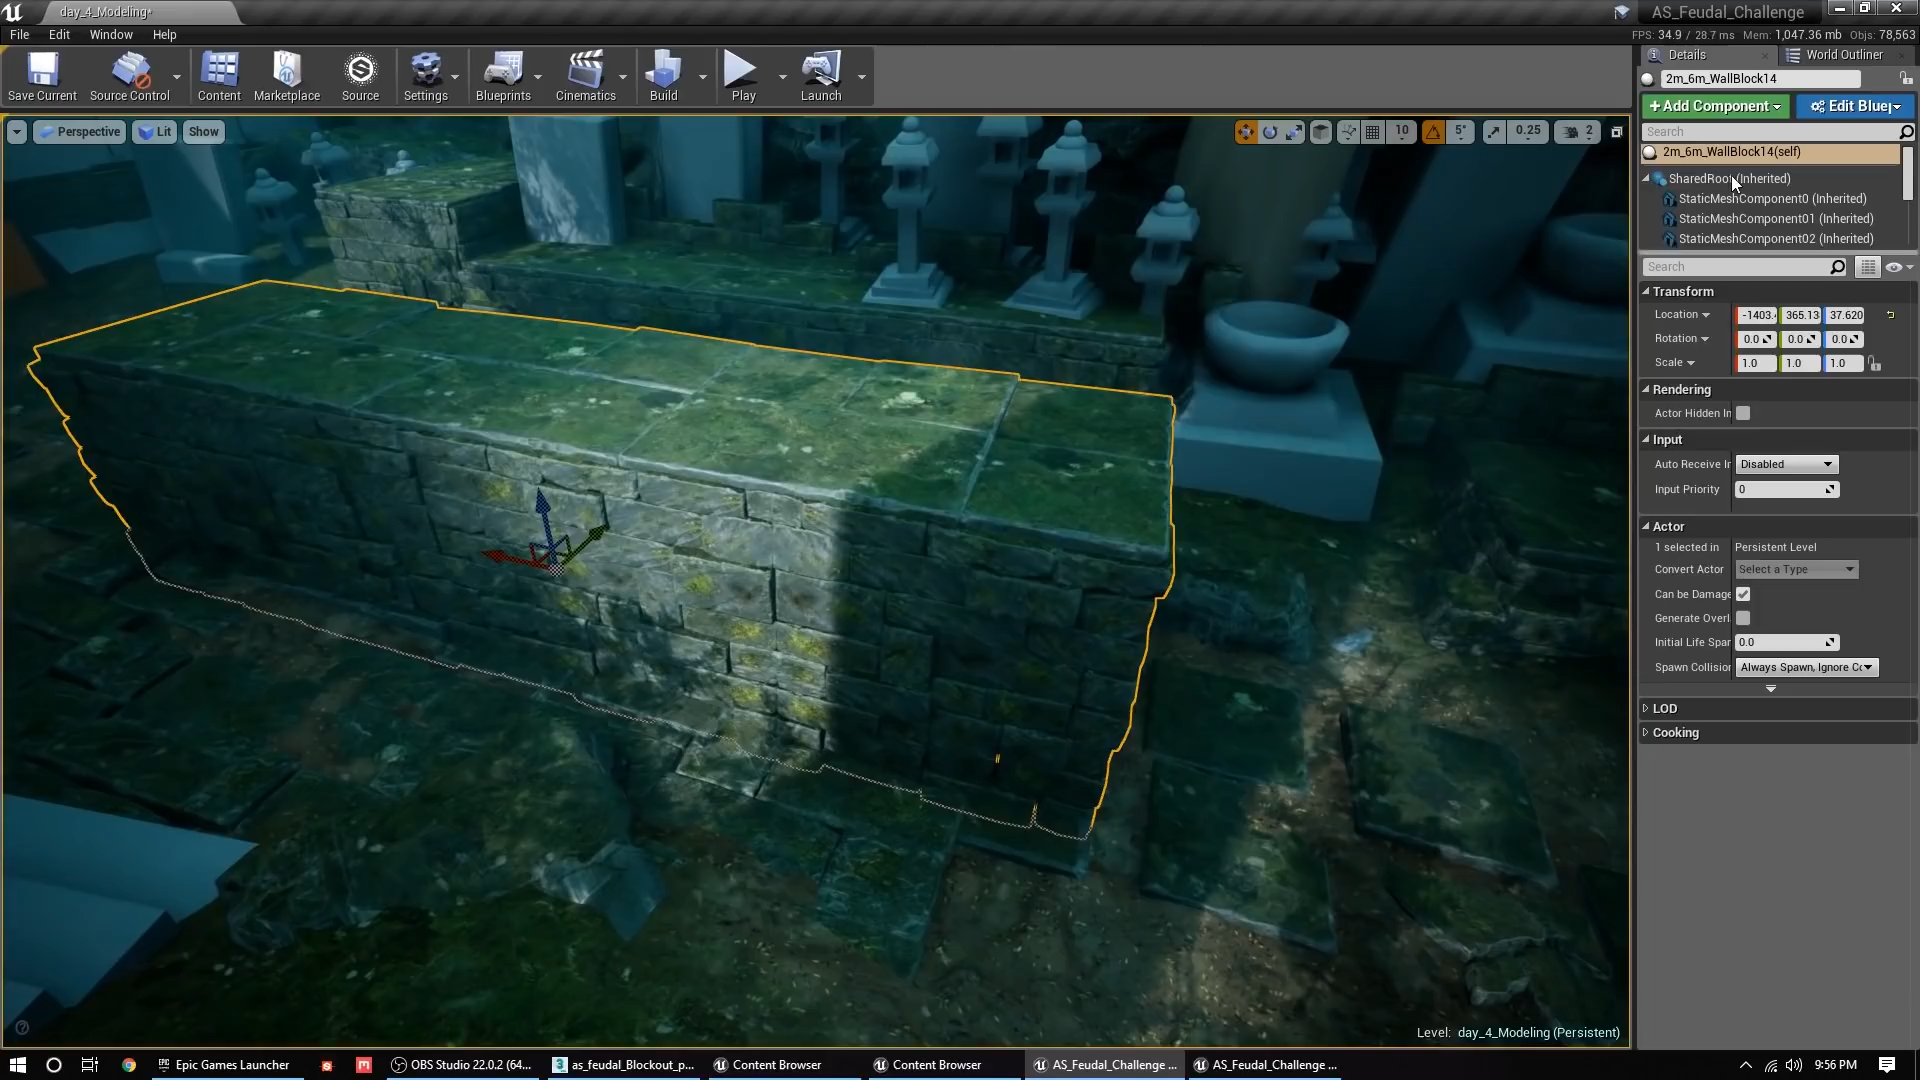 day_4_Modeling*
AS_Feudal_Challenge
File Edit Window Help
FPS: 34.9 / 28.7 ms Mem: 1,047.36 mb Objs: 78,563
Save Current Source Control Content Marketplace Source Settings Blueprints Cinematics Build Play Launch
Details World Outliner
2m_6m_WallBlock14
+Add Component Edit Bluep
Search
2m_6m_WallBlock14(self)
StaticMeshComponent0 (Inherited)
StaticMeshComponent01 (Inherited)
StaticMeshComponent02 (Inherited)
Search
Perspective Lit Show
10 5° 0.25 2
Transform
Location -1403. 365.13 37.620
Rotation 0.0 0.0 0.0
Scale 1.0 1.0 1.0
Rendering
Actor Hidden In
Input
Auto Receive Ir Disabled
Input Priority 0
Actor
1 selected in Persistent Level
Convert Actor Select a Type
Can be Damage
Generate Overl
Initial Life Spar 0.0
Spawn Collision Always Spawn, Ignore Co
LOD
Cooking
Level: day_4_Modeling (Persistent)
Epic Games Launcher OBS Studio 22.0.2 (64... as_feudal_Blockout_p... Content Browser Content Browser AS_Feudal_Challenge ... AS_Feudal_Challenge ... 9:56 PM